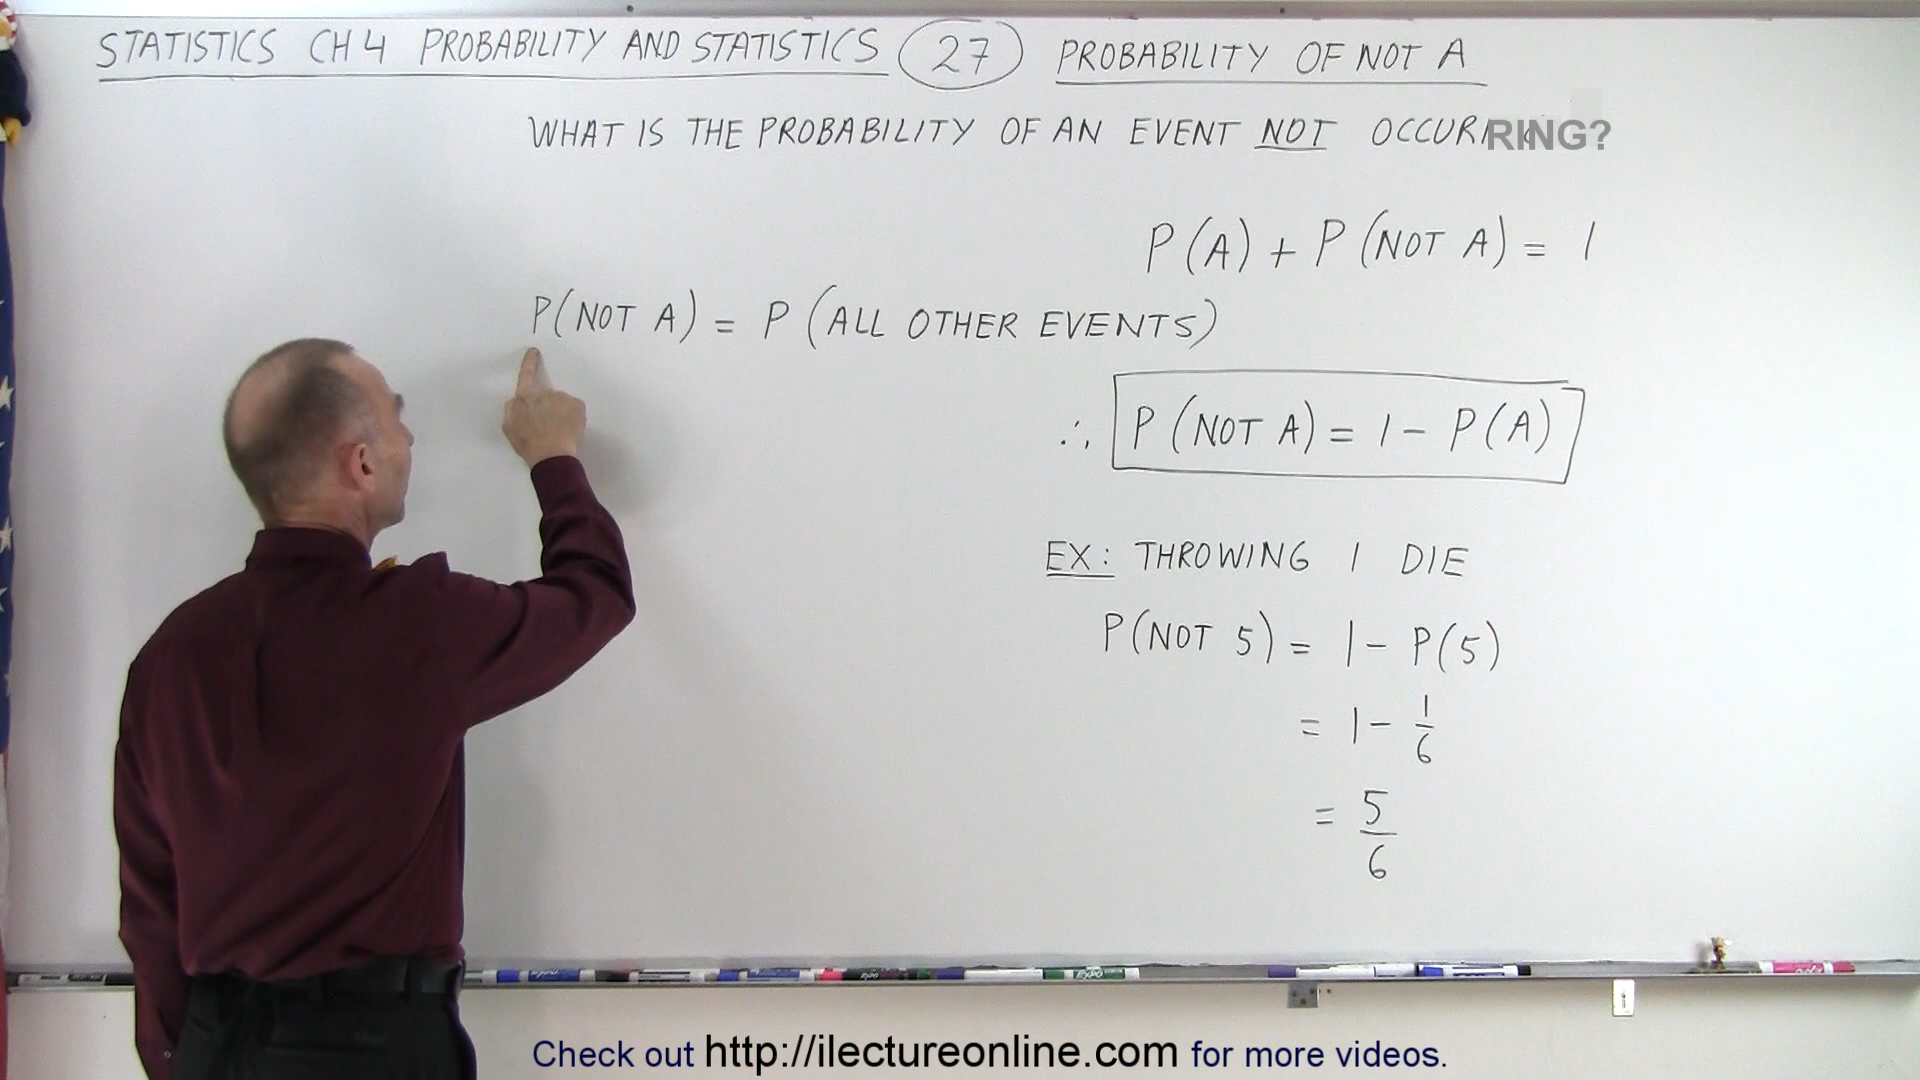 STATISTICS CH 4 PROBABILITY AND STATISTICS 27 PROBABILITY OF NOT A
WHAT IS THE PROBABILITY OF AN EVENT NOT OCCURRING?
P(A) + P(NOT A) = 1
P(NOT A) = P(ALL OTHER EVENTS)
∴ P(NOT A) = 1 - P(A)
EX: THROWING 1 DIE
P(NOT 5) = 1 - P(5)
= 1 - 1/6
= 5/6
Check out http://ilectureonline.com for more videos.